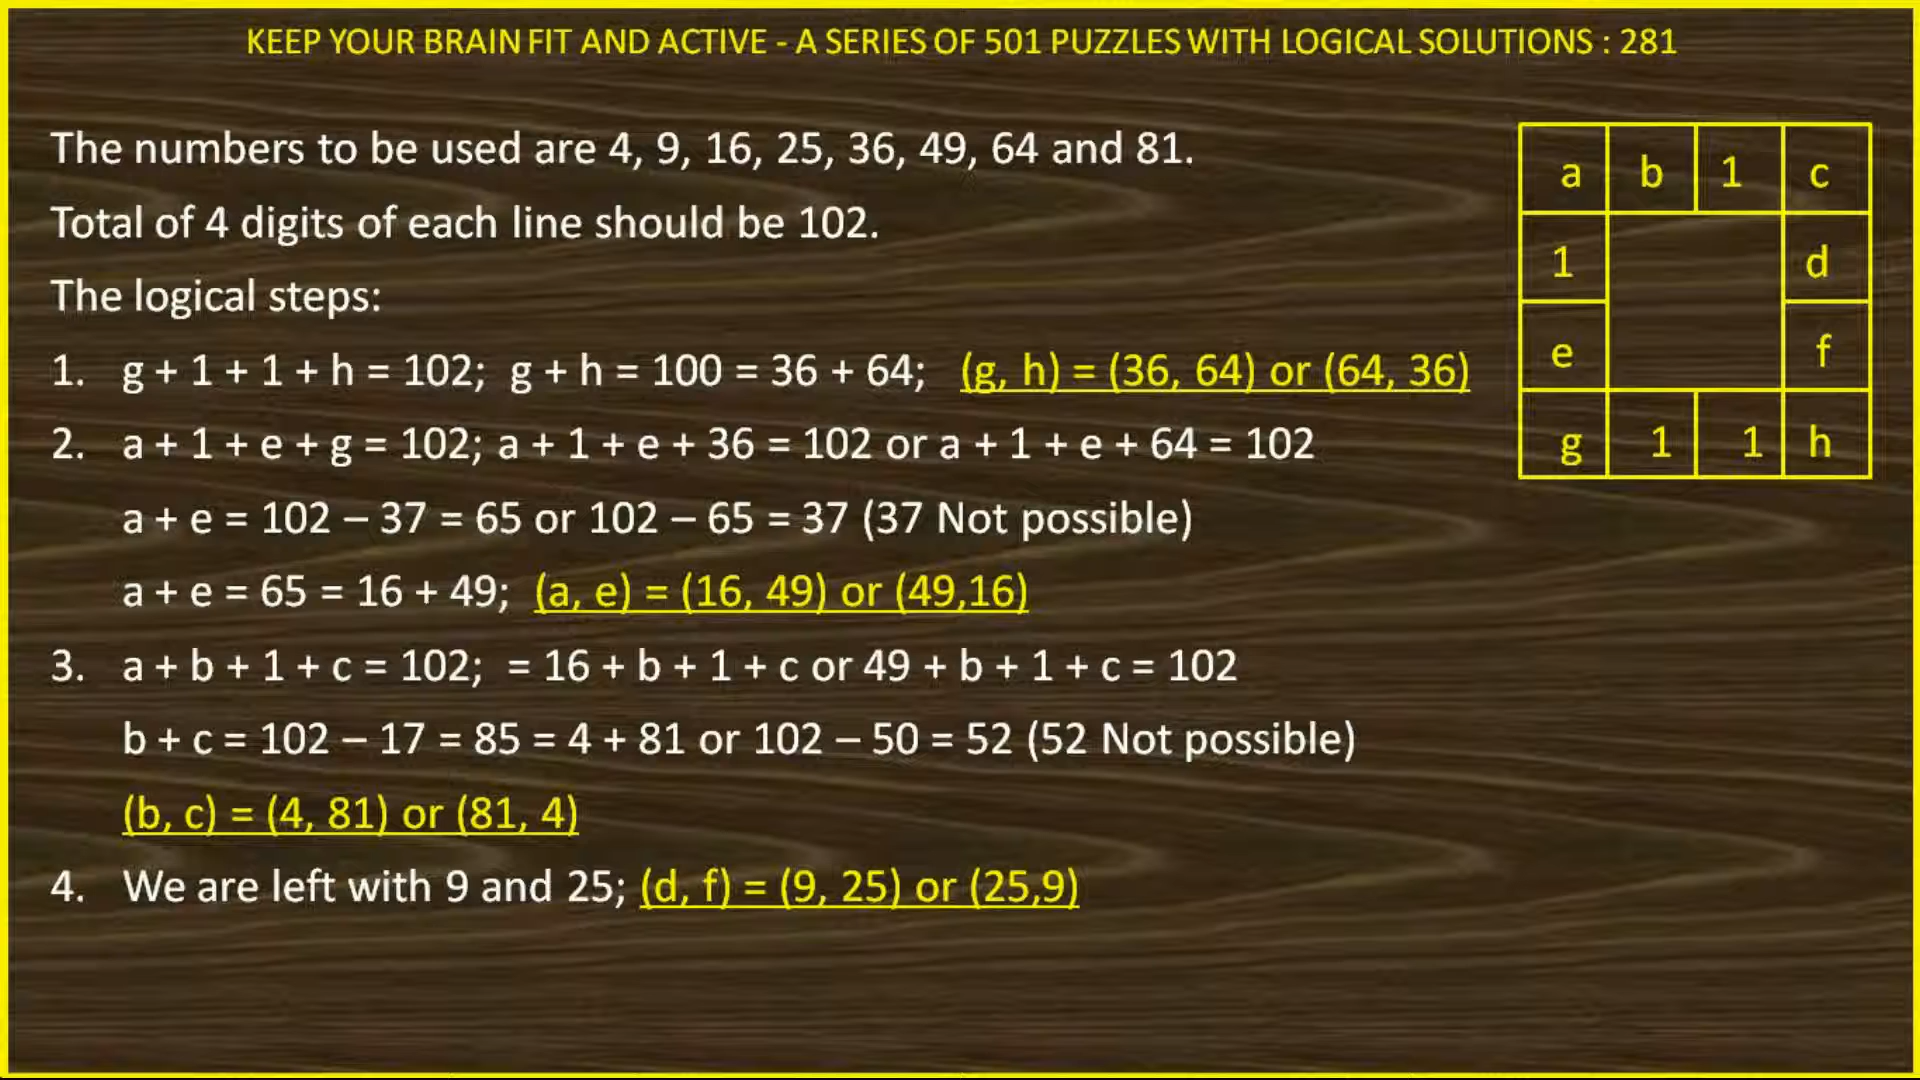 KEEP YOUR BRAIN FIT AND ACTIVE - A SERIES OF 501 PUZZLES WITH LOGICAL SOLUTIONS : 281
The numbers to be used are 4, 9, 16, 25, 36, 49, 64 and 81.
Total of 4 digits of each line should be 102.
The logical steps:
1. g + 1 + 1 + h = 102; g + h = 100 = 36 + 64; (g, h) = (36, 64) or (64, 36)
2. a + 1 + e + g = 102; a + 1 + e + 36 = 102 or a + 1 + e + 64 = 102
a + e = 102 – 37 = 65 or 102 – 65 = 37 (37 Not possible)
a + e = 65 = 16 + 49; (a, e) = (16, 49) or (49,16)
3. a + b + 1 + c = 102; = 16 + b + 1 + c or 49 + b + 1 + c = 102
b + c = 102 – 17 = 85 = 4 + 81 or 102 – 50 = 52 (52 Not possible)
(b, c) = (4, 81) or (81, 4)
4. We are left with 9 and 25; (d, f) = (9, 25) or (25,9)
a b 1 c
1 d
e f
g 1 1 h